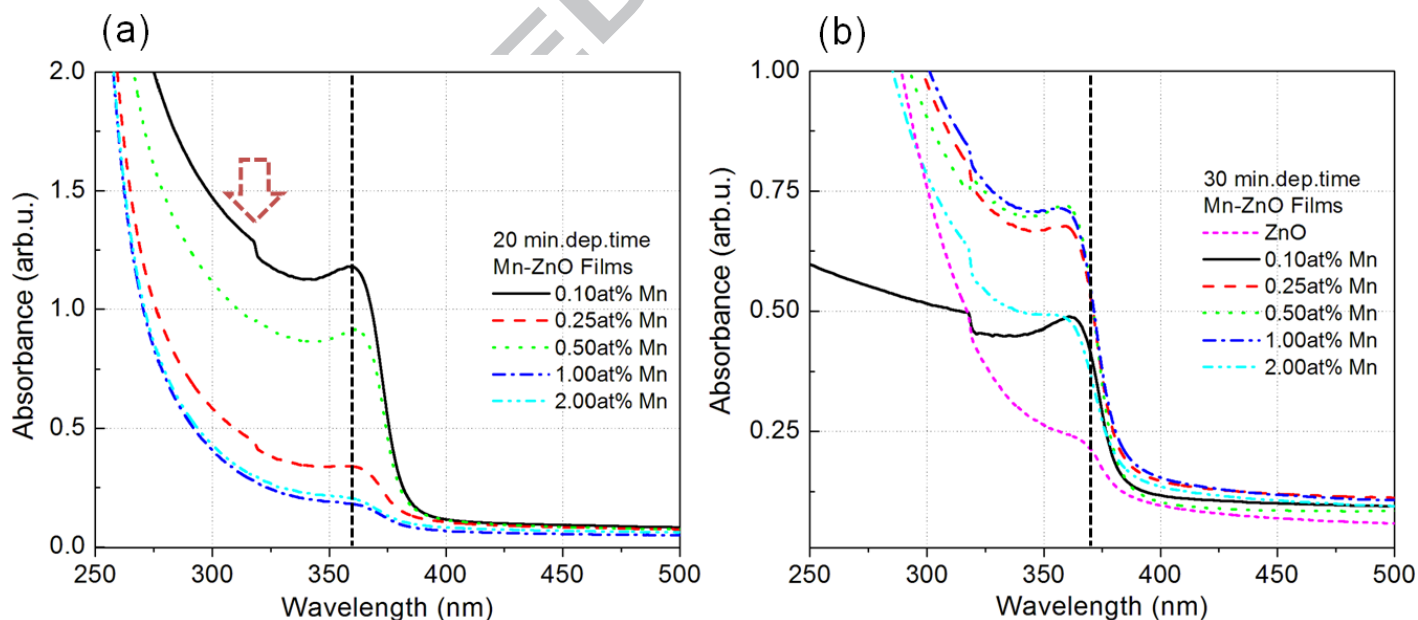 (a)
2.0
1.5
1.0
0.5
0.0
Absorbance (arb.u.)
20 min.dep.time
Mn-ZnO Films
0.10at% Mn
0.25at% Mn
0.50at% Mn
1.00at% Mn
2.00at% Mn
250 300 350 400 450 500
Wavelength (nm)
(b)
1.00
0.75
0.50
0.25
Absorbance (arb.u.)
30 min.dep.time
Mn-ZnO Films
ZnO
0.10at% Mn
0.25at% Mn
0.50at% Mn
1.00at% Mn
2.00at% Mn
250 300 350 400 450 500
Wavelength (nm)